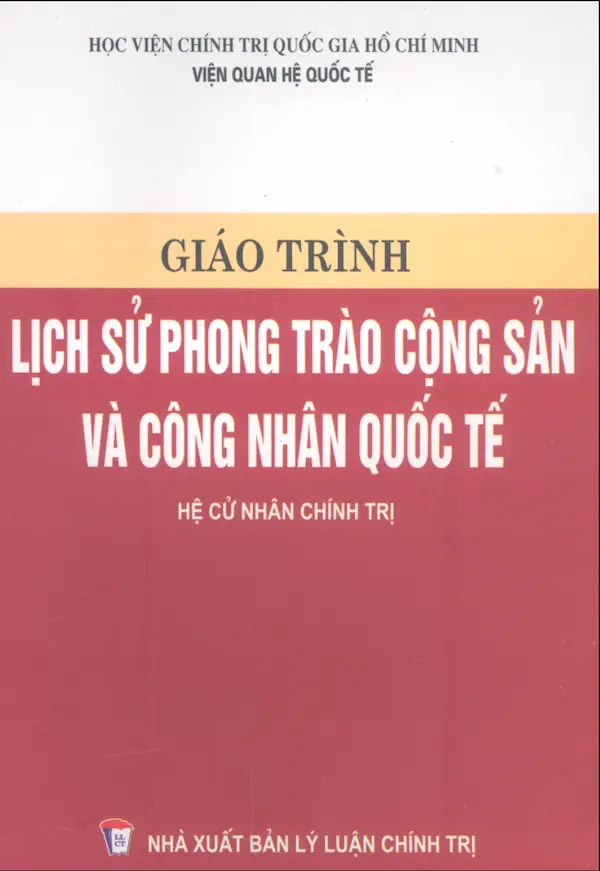 HỌC VIỆN CHÍNH TRỊ QUỐC GIA HỒ CHÍ MINH
VIỆN QUAN HỆ QUỐC TẾ
GIÁO TRÌNH
LỊCH SỬ PHONG TRÀO CỘNG SẢN
VÀ CÔNG NHÂN QUỐC TẾ
HỆ CỬ NHÂN CHÍNH TRỊ
LL
CT
NHÀ XUẤT BẢN LÝ LUẬN CHÍNH TRỊ